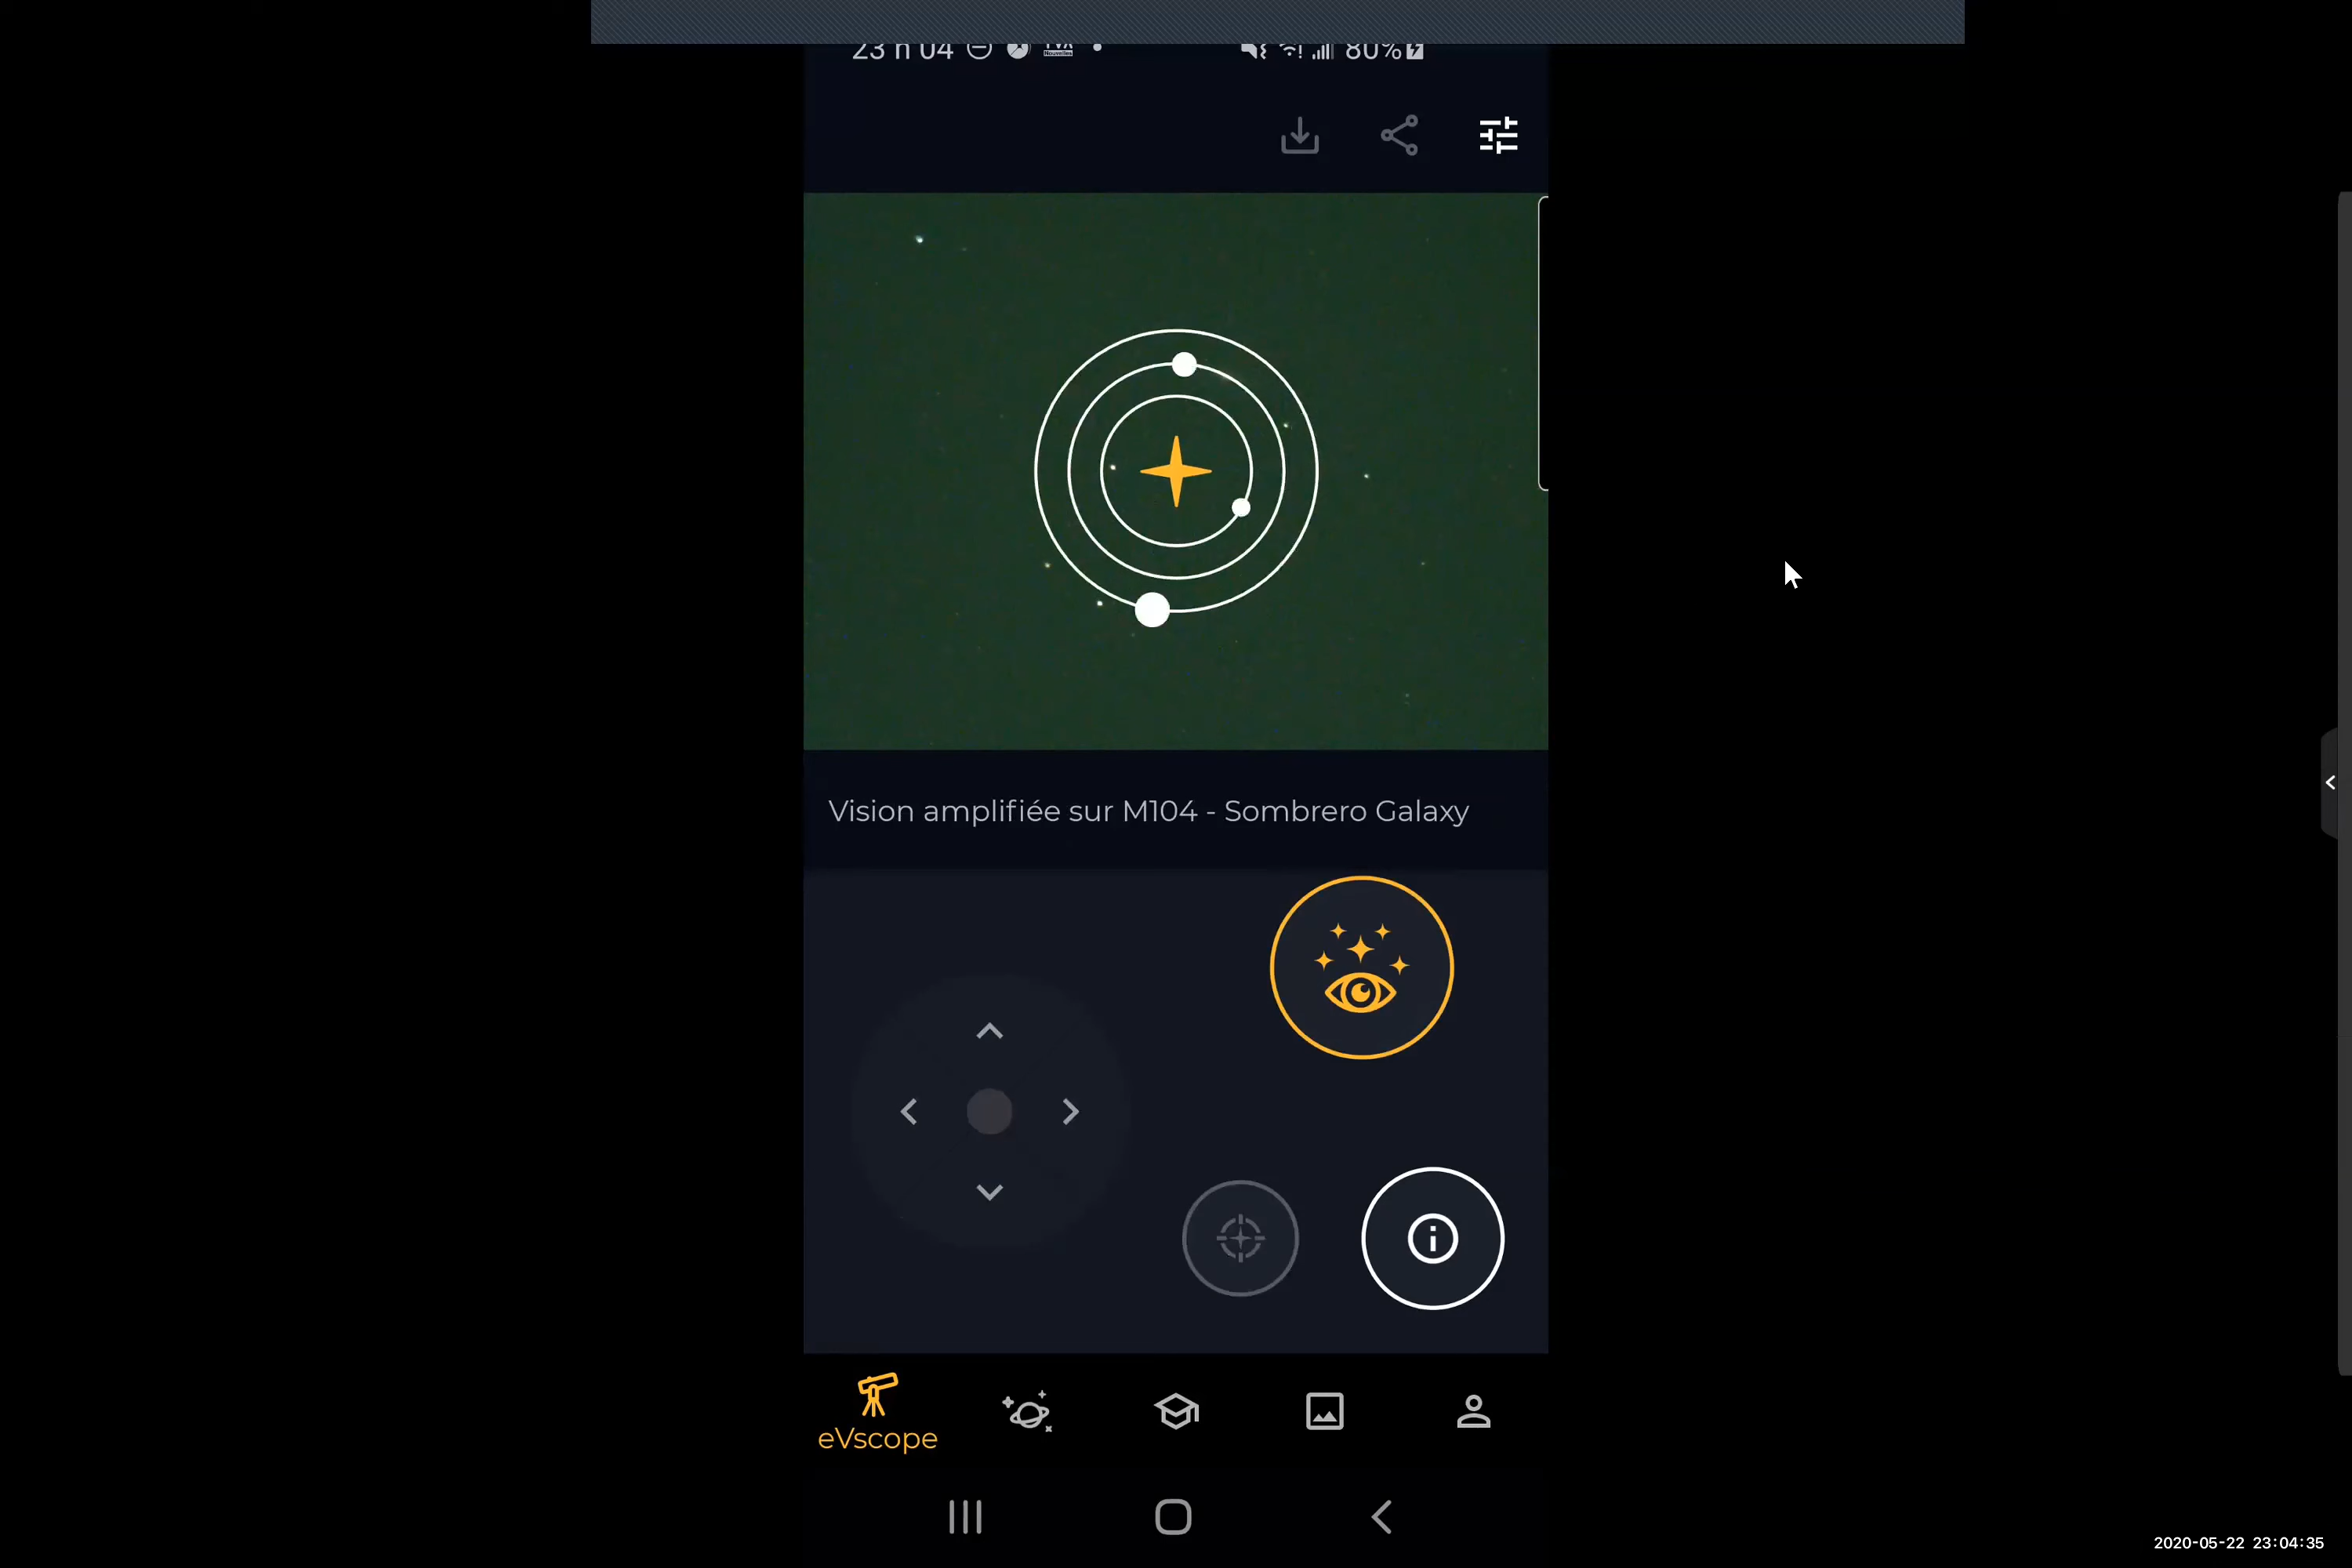 23 h 04 80%
Vision amplifiée sur M104 - Sombrero Galaxy
eVscope
2020-05-22 23:04:35